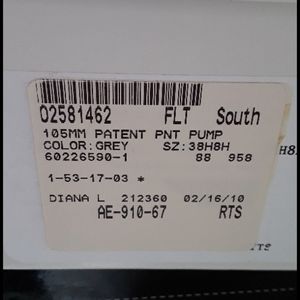 02581462 FLT South
105MM PATENT PNT PUMP
COLOR:GREY SZ:38H8H
60226590-1 88 958
1-53-17-03 *
DIANA L 212360 02/16/10
AE-910-67 RTS